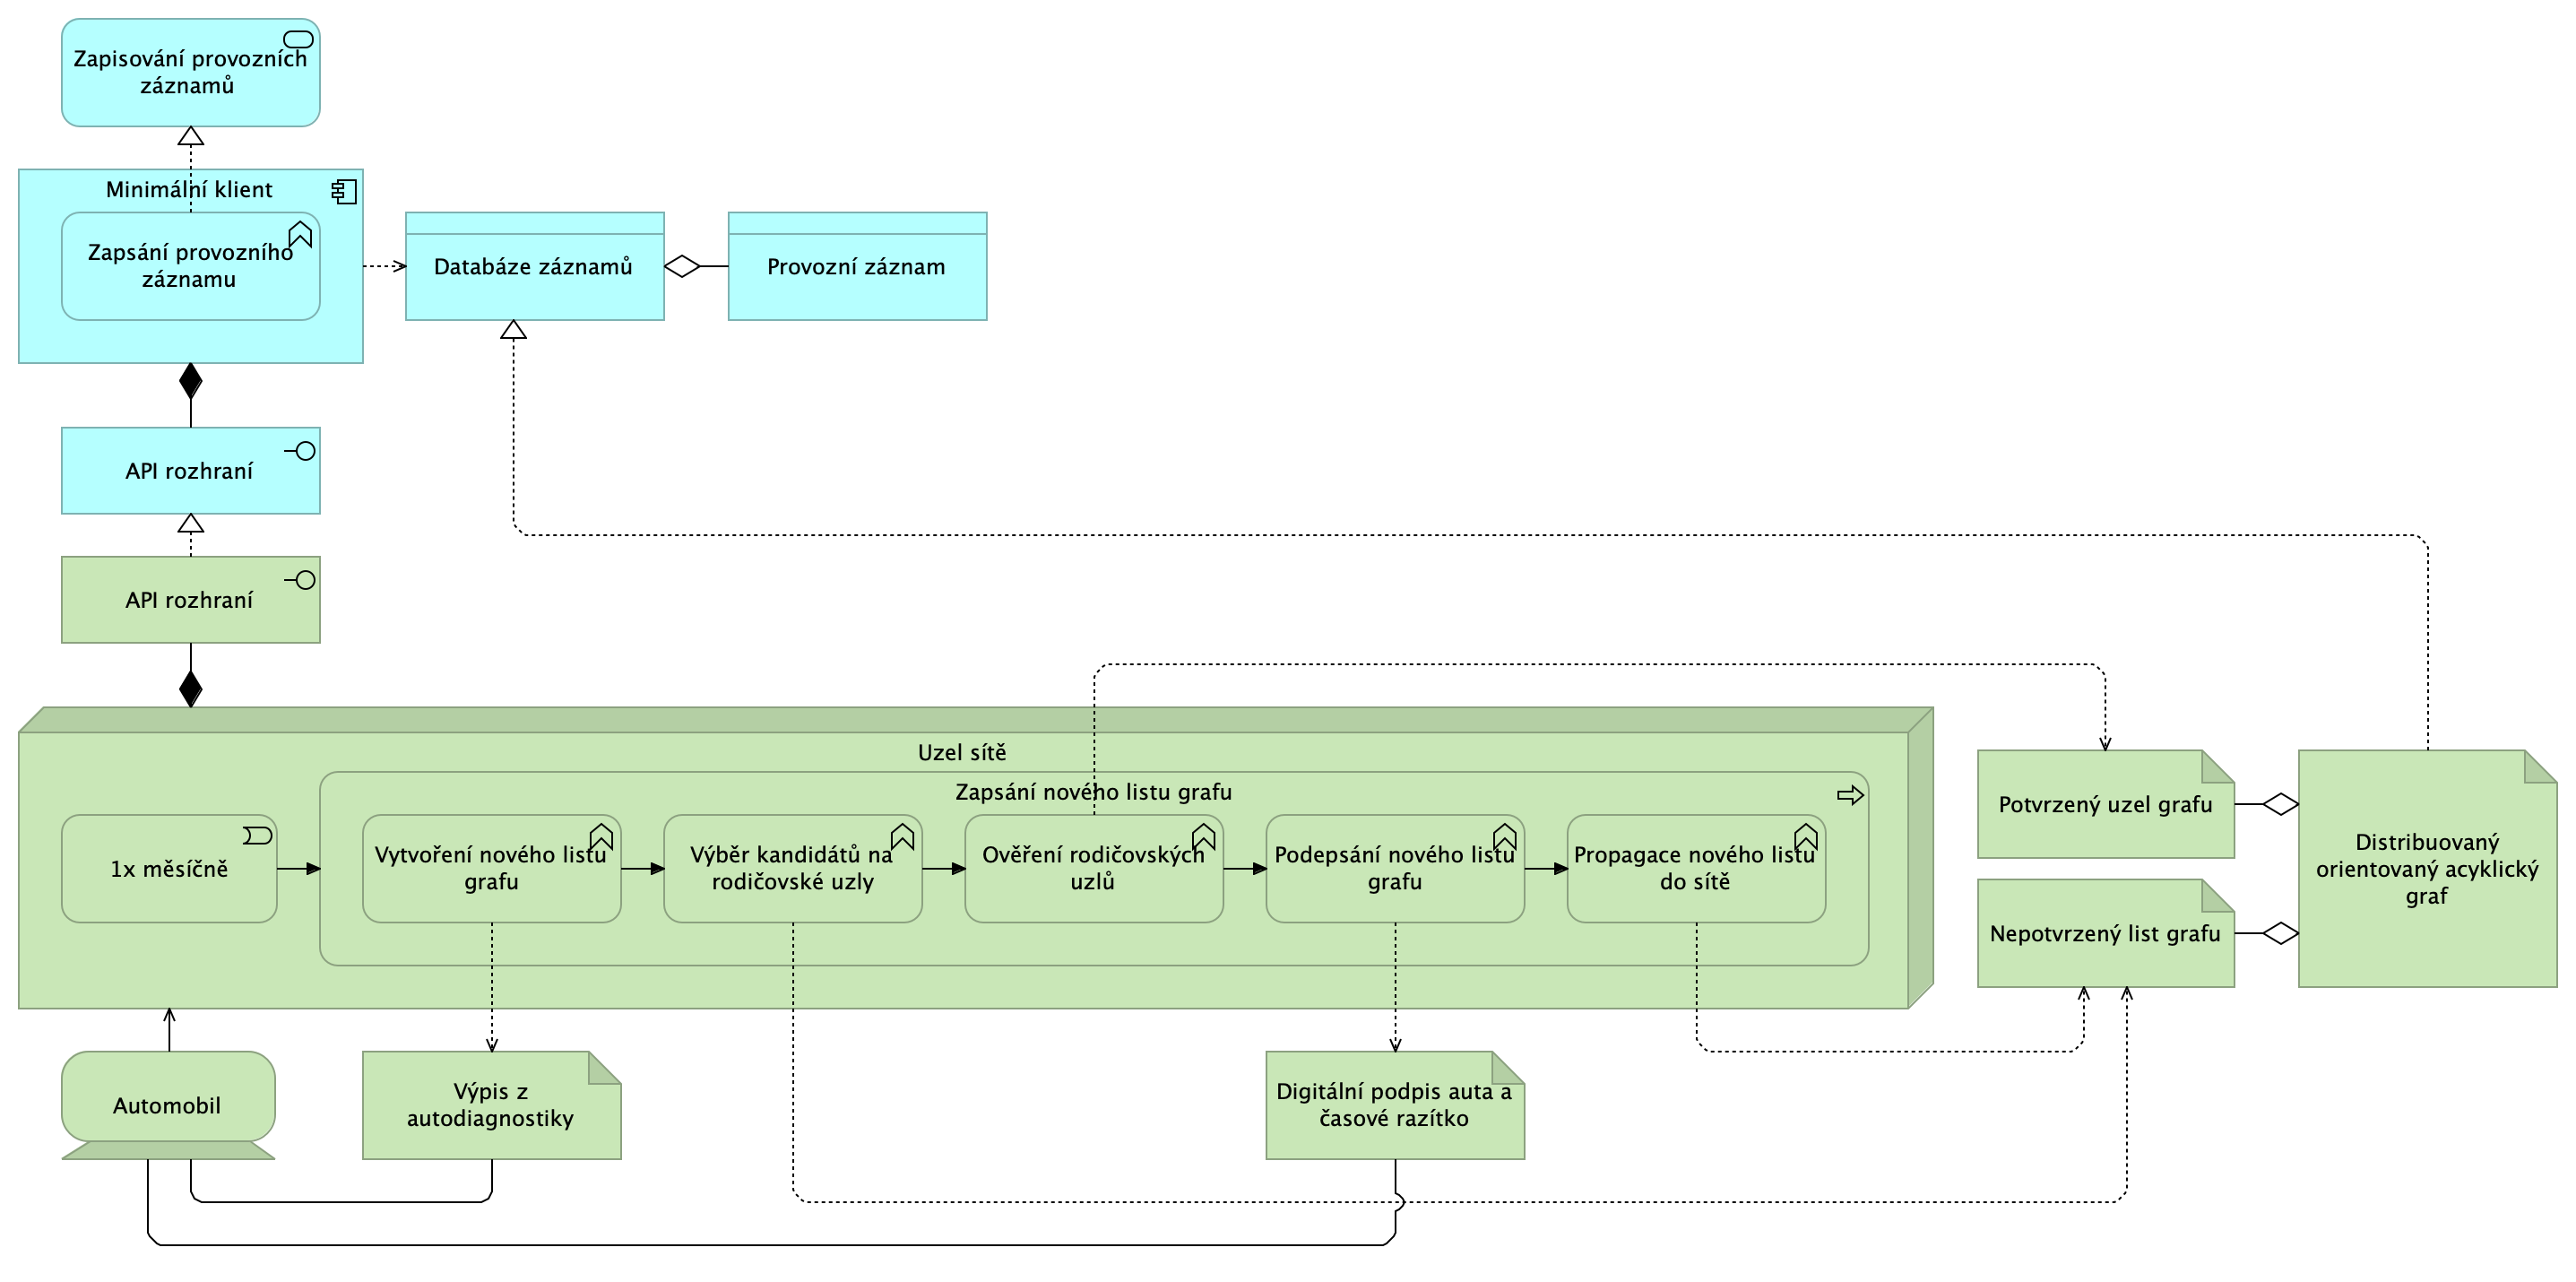 Zapisování provozních
záznamů
Minimální klient
Zapsání provozního
záznamu
Databáze záznamů
Provozní záznam
API rozhraní
API rozhraní
Uzel sítě
Zapsání nového listu grafu
1x měsíčně
Vytvoření nového listu
grafu
Výběr kandidátů na
rodičovské uzly
Ověření rodičovských
uzlů
Podepsání nového listu
grafu
Propagace nového listu
do sítě
Potvrzený uzel grafu
Nepotvrzený list grafu
Distribuovaný
orientovaný acyklický
graf
Automobil
Výpis z
autodiagnostiky
Digitální podpis auta a
časové razítko